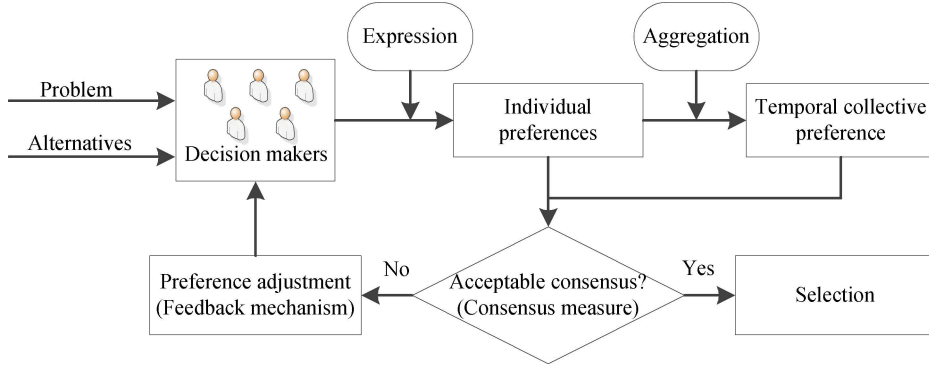 Expression
Aggregation
Problem
Alternatives
Decision makers
Individual
preferences
Temporal collective
preference
Preference adjustment
(Feedback mechanism)
No
Acceptable consensus?
(Consensus measure)
Yes
Selection